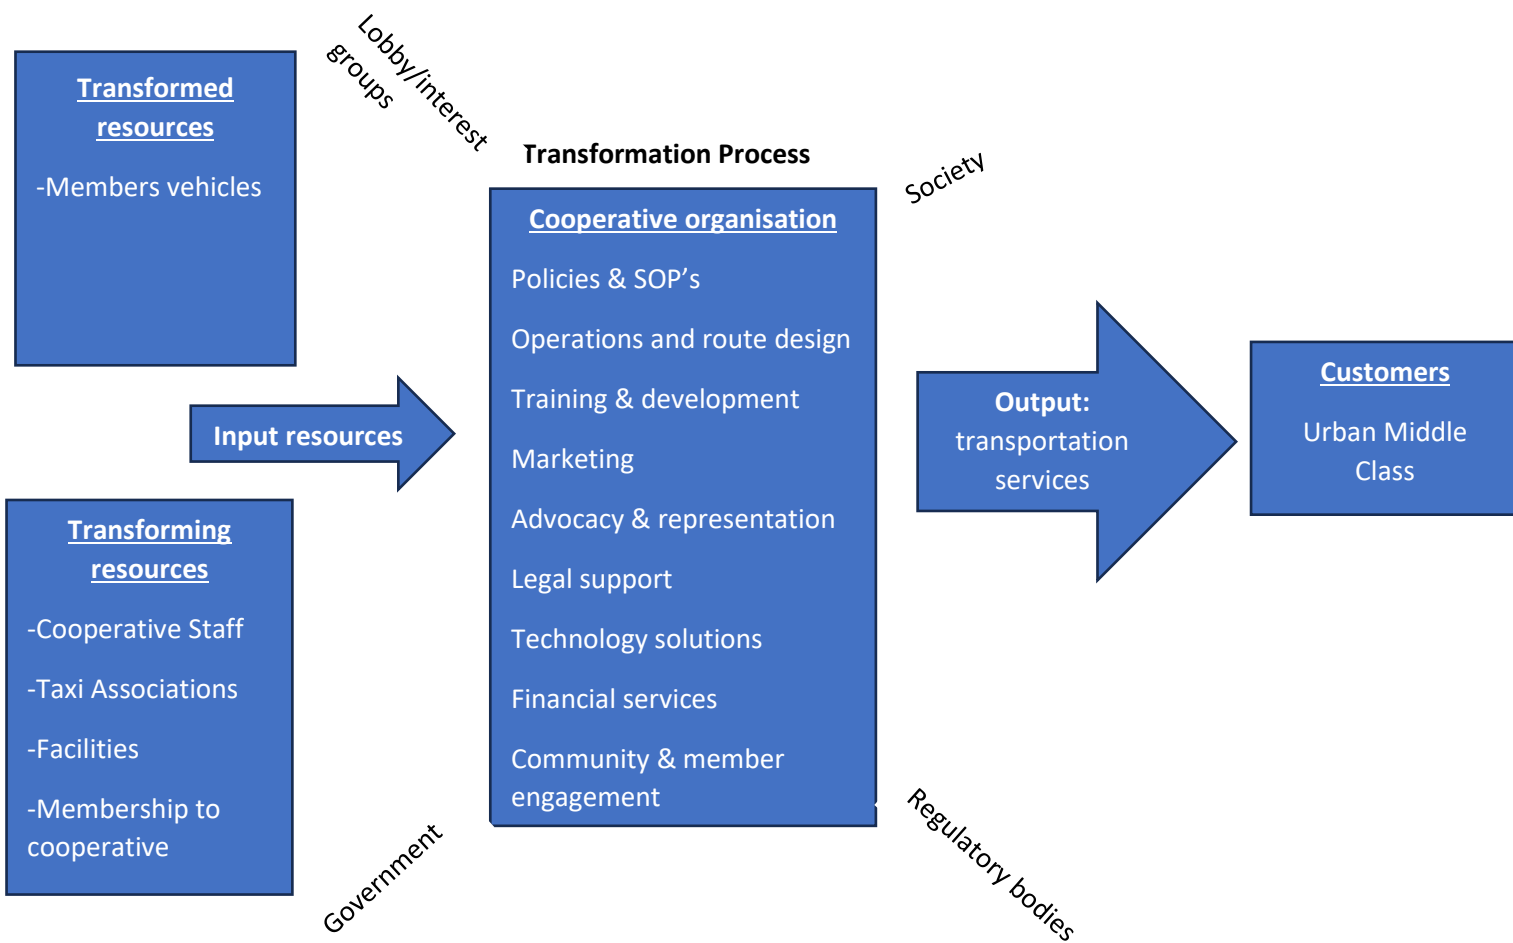 Transformed
resources
-Members vehicles
Lobby/interest
groups
Transformation Process
Society
Cooperative organisation
Policies & SOP’s
Operations and route design
Training & development
Marketing
Advocacy & representation
Legal support
Technology solutions
Financial services
Community & member
engagement
Input resources
Output:
transportation
services
Customers
Urban Middle
Class
Transforming
resources
-Cooperative Staff
-Taxi Associations
-Facilities
-Membership to
cooperative
Government
Regulatory bodies